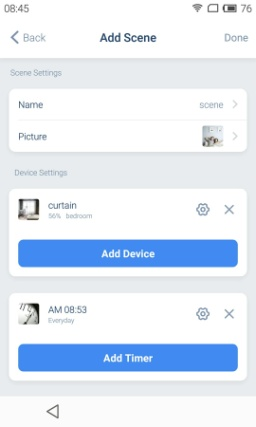 08:45 76
Back Add Scene Done
Scene Settings
Name scene
Picture
Device Settings
curtain
56% bedroom
Add Device
AM 08:53
Everyday
Add Timer